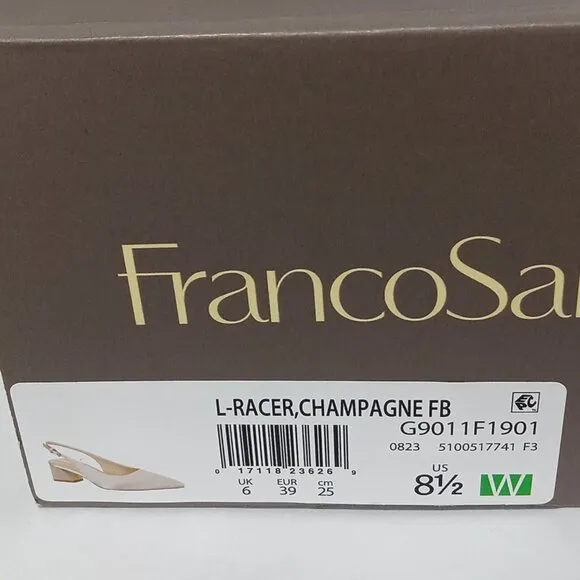 FrancoSa
L-RACER,CHAMPAGNE FB
G9011F1901
0823 5100517741 F3
0 17118 23626 9
UK EUR cm US
6 39 25 8½ W